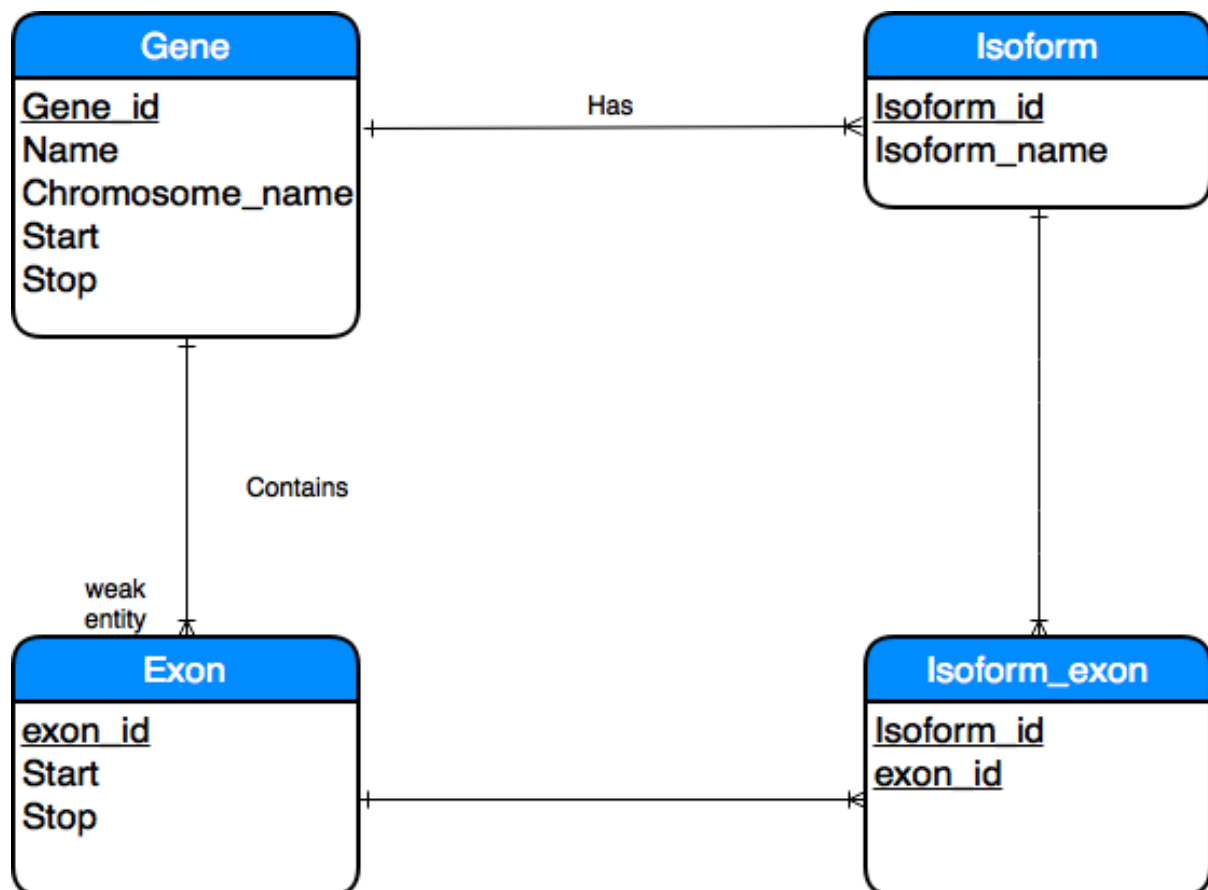 Gene
Gene_id
Name
Chromosome_name
Start
Stop
Has
Isoform
Isoform_id
Isoform_name
Contains
weak
entity
Exon
exon_id
Start
Stop
Isoform_exon
Isoform_id
exon_id